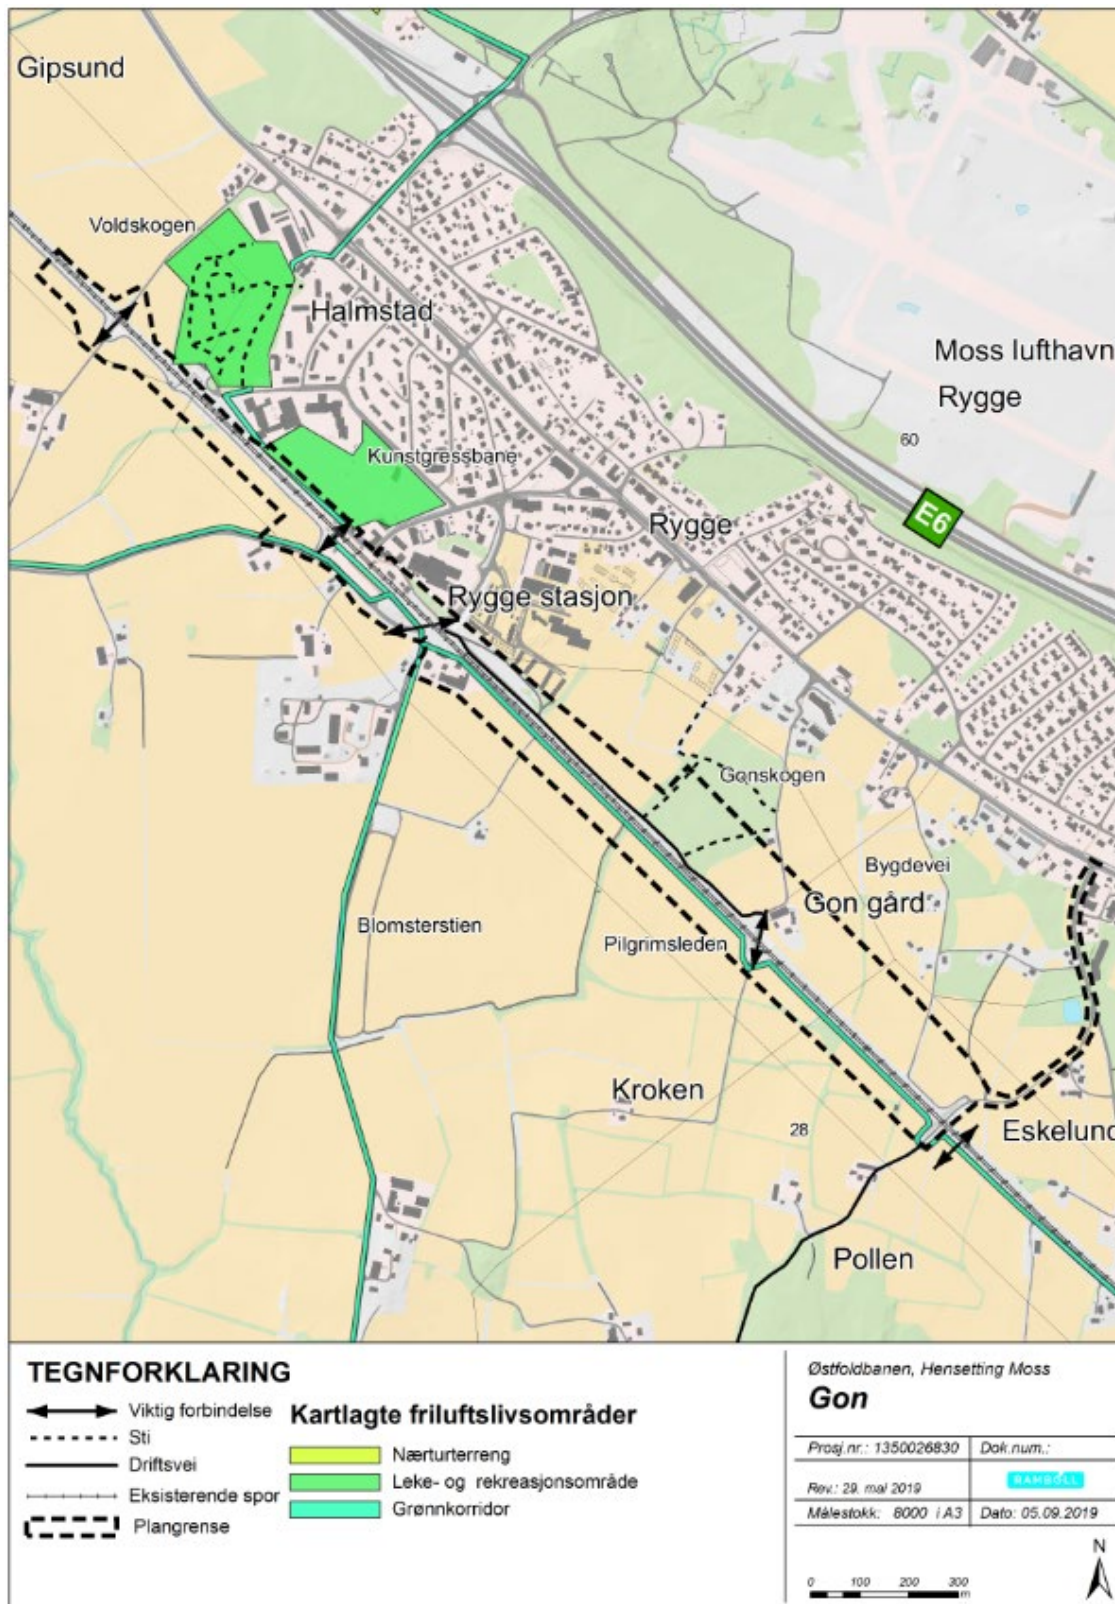 Gipsund
Voldskogen
Halmstad
Moss lufthavn
Rygge
60
Kunstgressbane
E6
Rygge
Rygge stasjon
Gonskogen
Bygdevei
Gon gård
Blomsterstien
Pilgrimsleden
Kroken
28
Eskelund
Pollen
TEGNFORKLARING
Viktig forbindelse
Sti
Driftsvei
Eksisterende spor
Plangrense
Kartlagte friluftslivsområder
Nærturterreng
Leke- og rekreasjonsområde
Grønnkorridor
Østfoldbanen, Hensetting Moss
Gon
Prosj.nr.: 1350026830 Dok.num.:
Rev.: 29. mai 2019
RAMBOLL
Målestokk: 8000 i A3 Dato: 05.09.2019
N
0 100 200 300
m